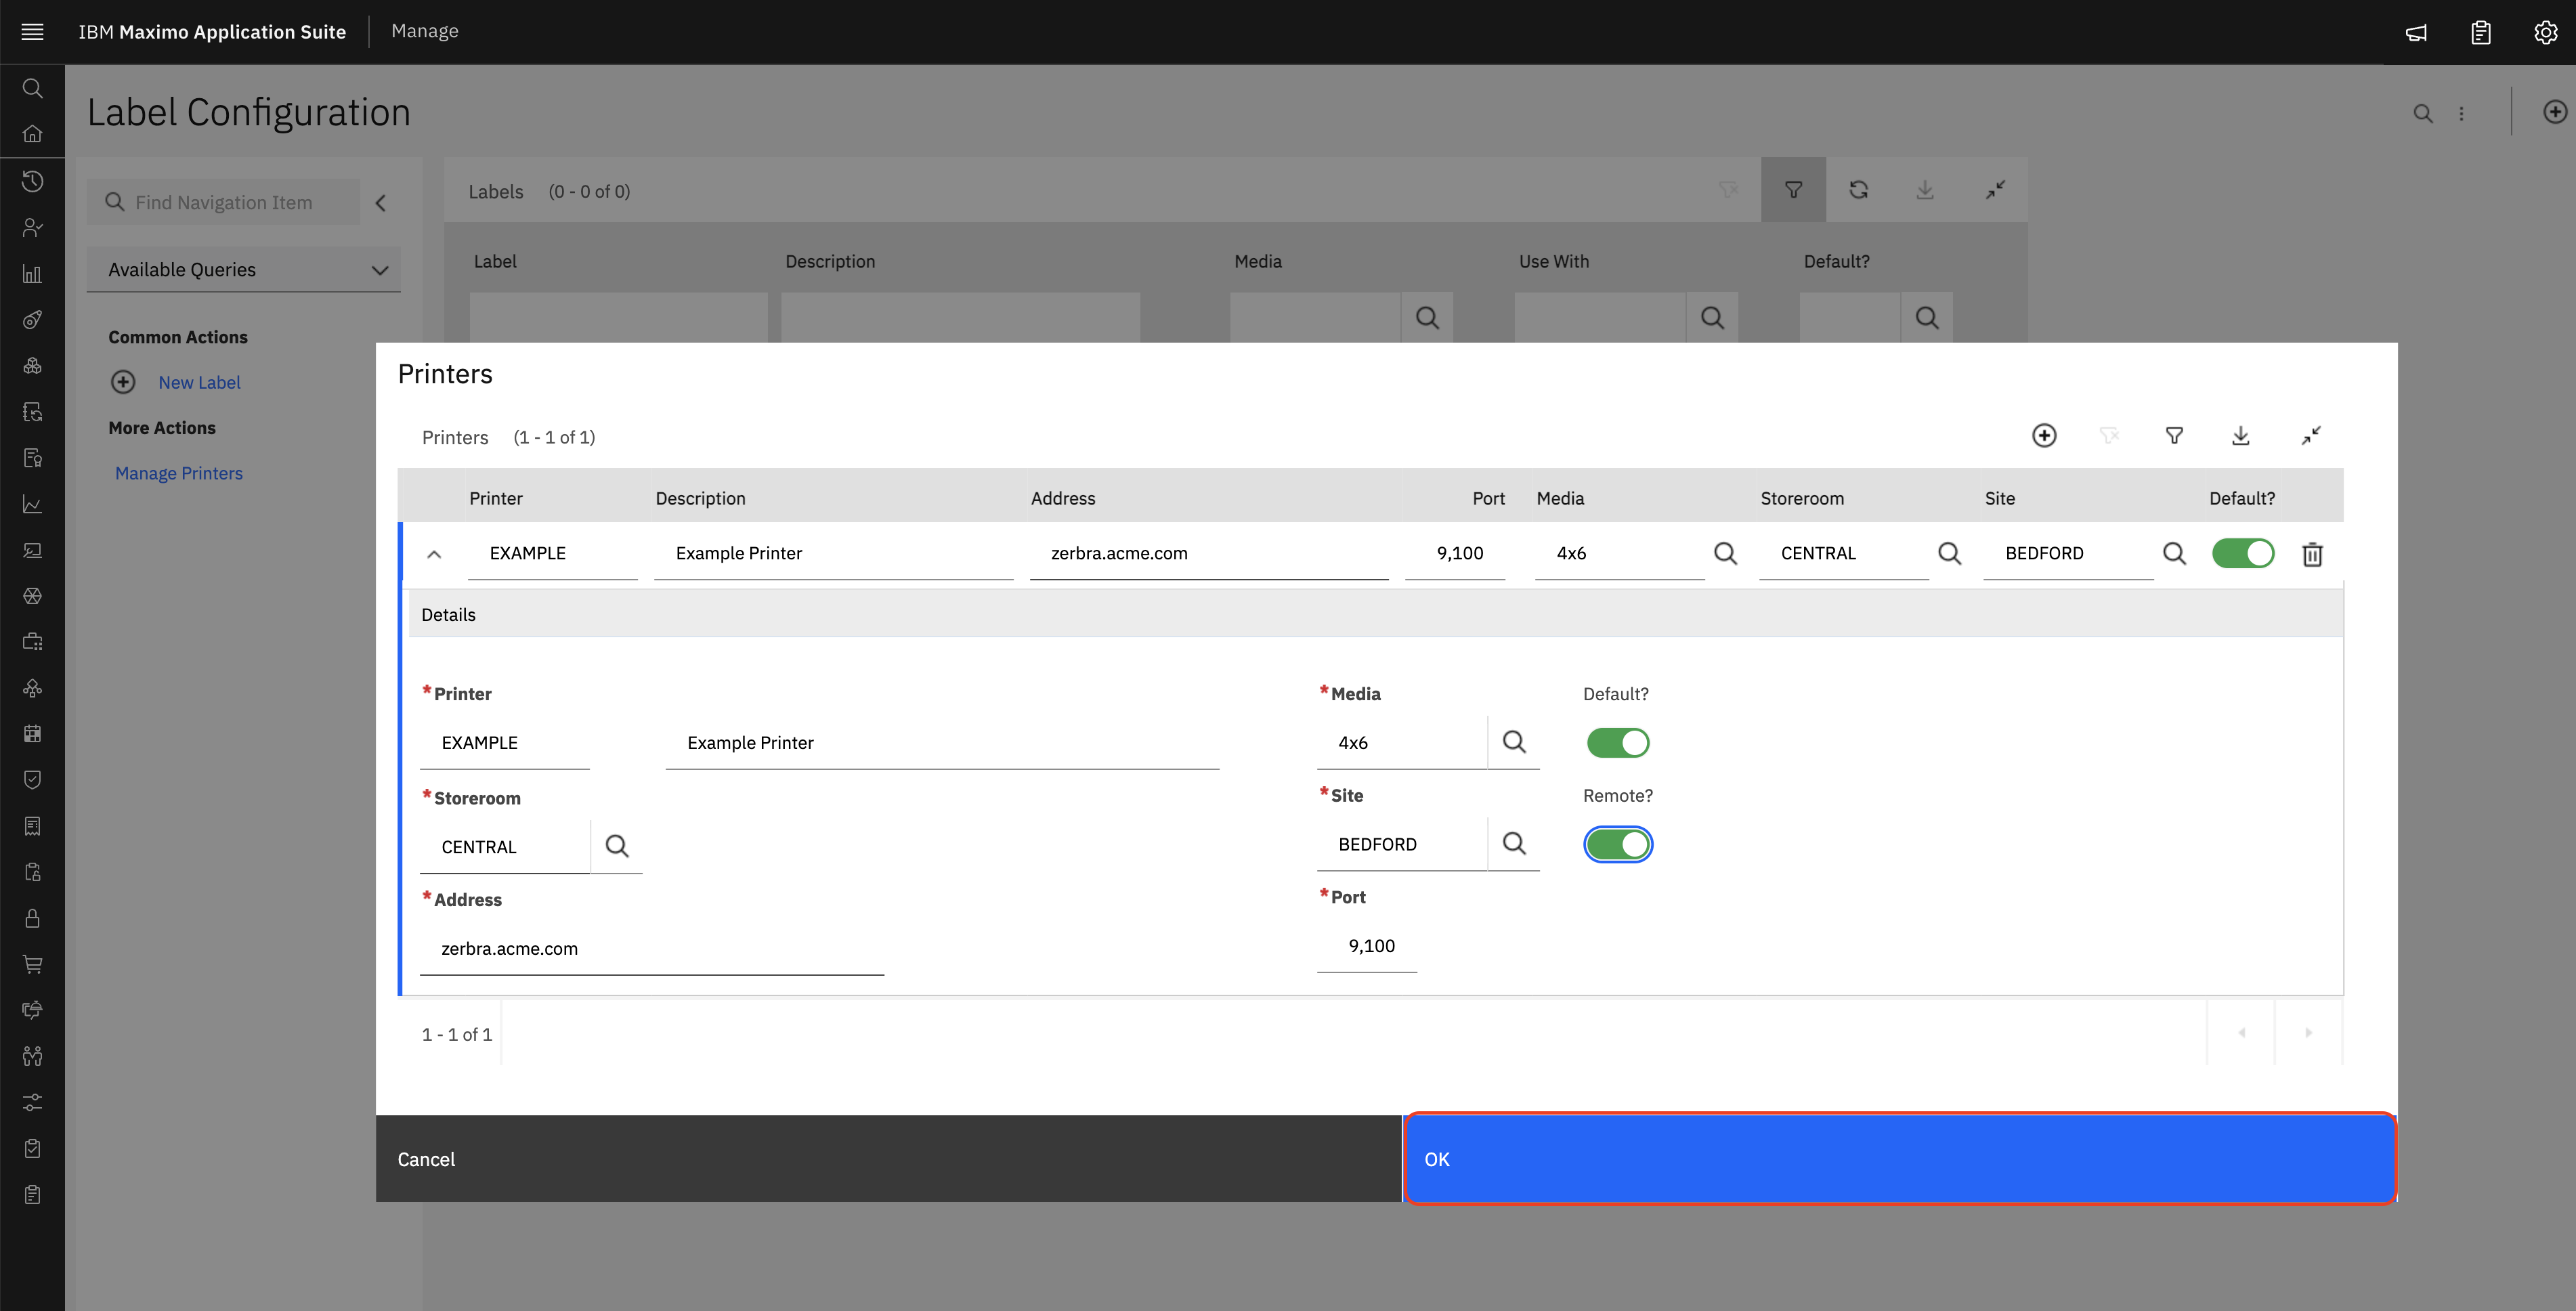 IBM Maximo Application Suite Manage
Label Configuration
Find Navigation Item
Available Queries
Common Actions
New Label
More Actions
Manage Printers
Labels (0 - 0 of 0)
Label Description Media Use With Default?
Printers
Printers (1 - 1 of 1)
Printer Description Address Port Media Storeroom Site Default?
EXAMPLE Example Printer zerbra.acme.com 9,100 4x6 CENTRAL BEDFORD
Details
*Printer *Media Default?
EXAMPLE Example Printer 4x6
*Storeroom *Site Remote?
CENTRAL BEDFORD
*Address *Port
zerbra.acme.com 9,100
1 - 1 of 1
Cancel OK